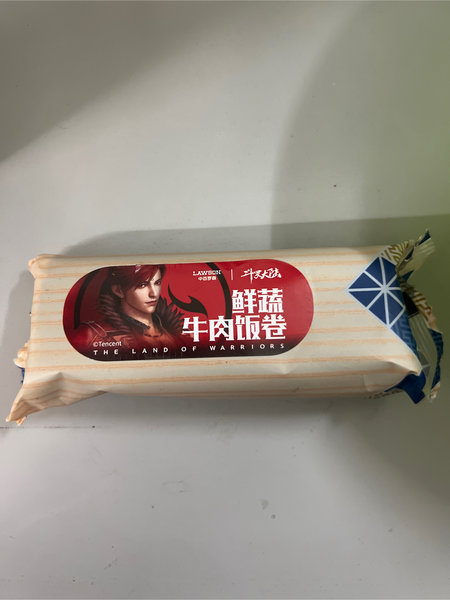 LAWSON
中百罗森
斗罗大陆
鲜蔬
牛肉饭卷
©Tencent
THE LAND OF WARRIORS